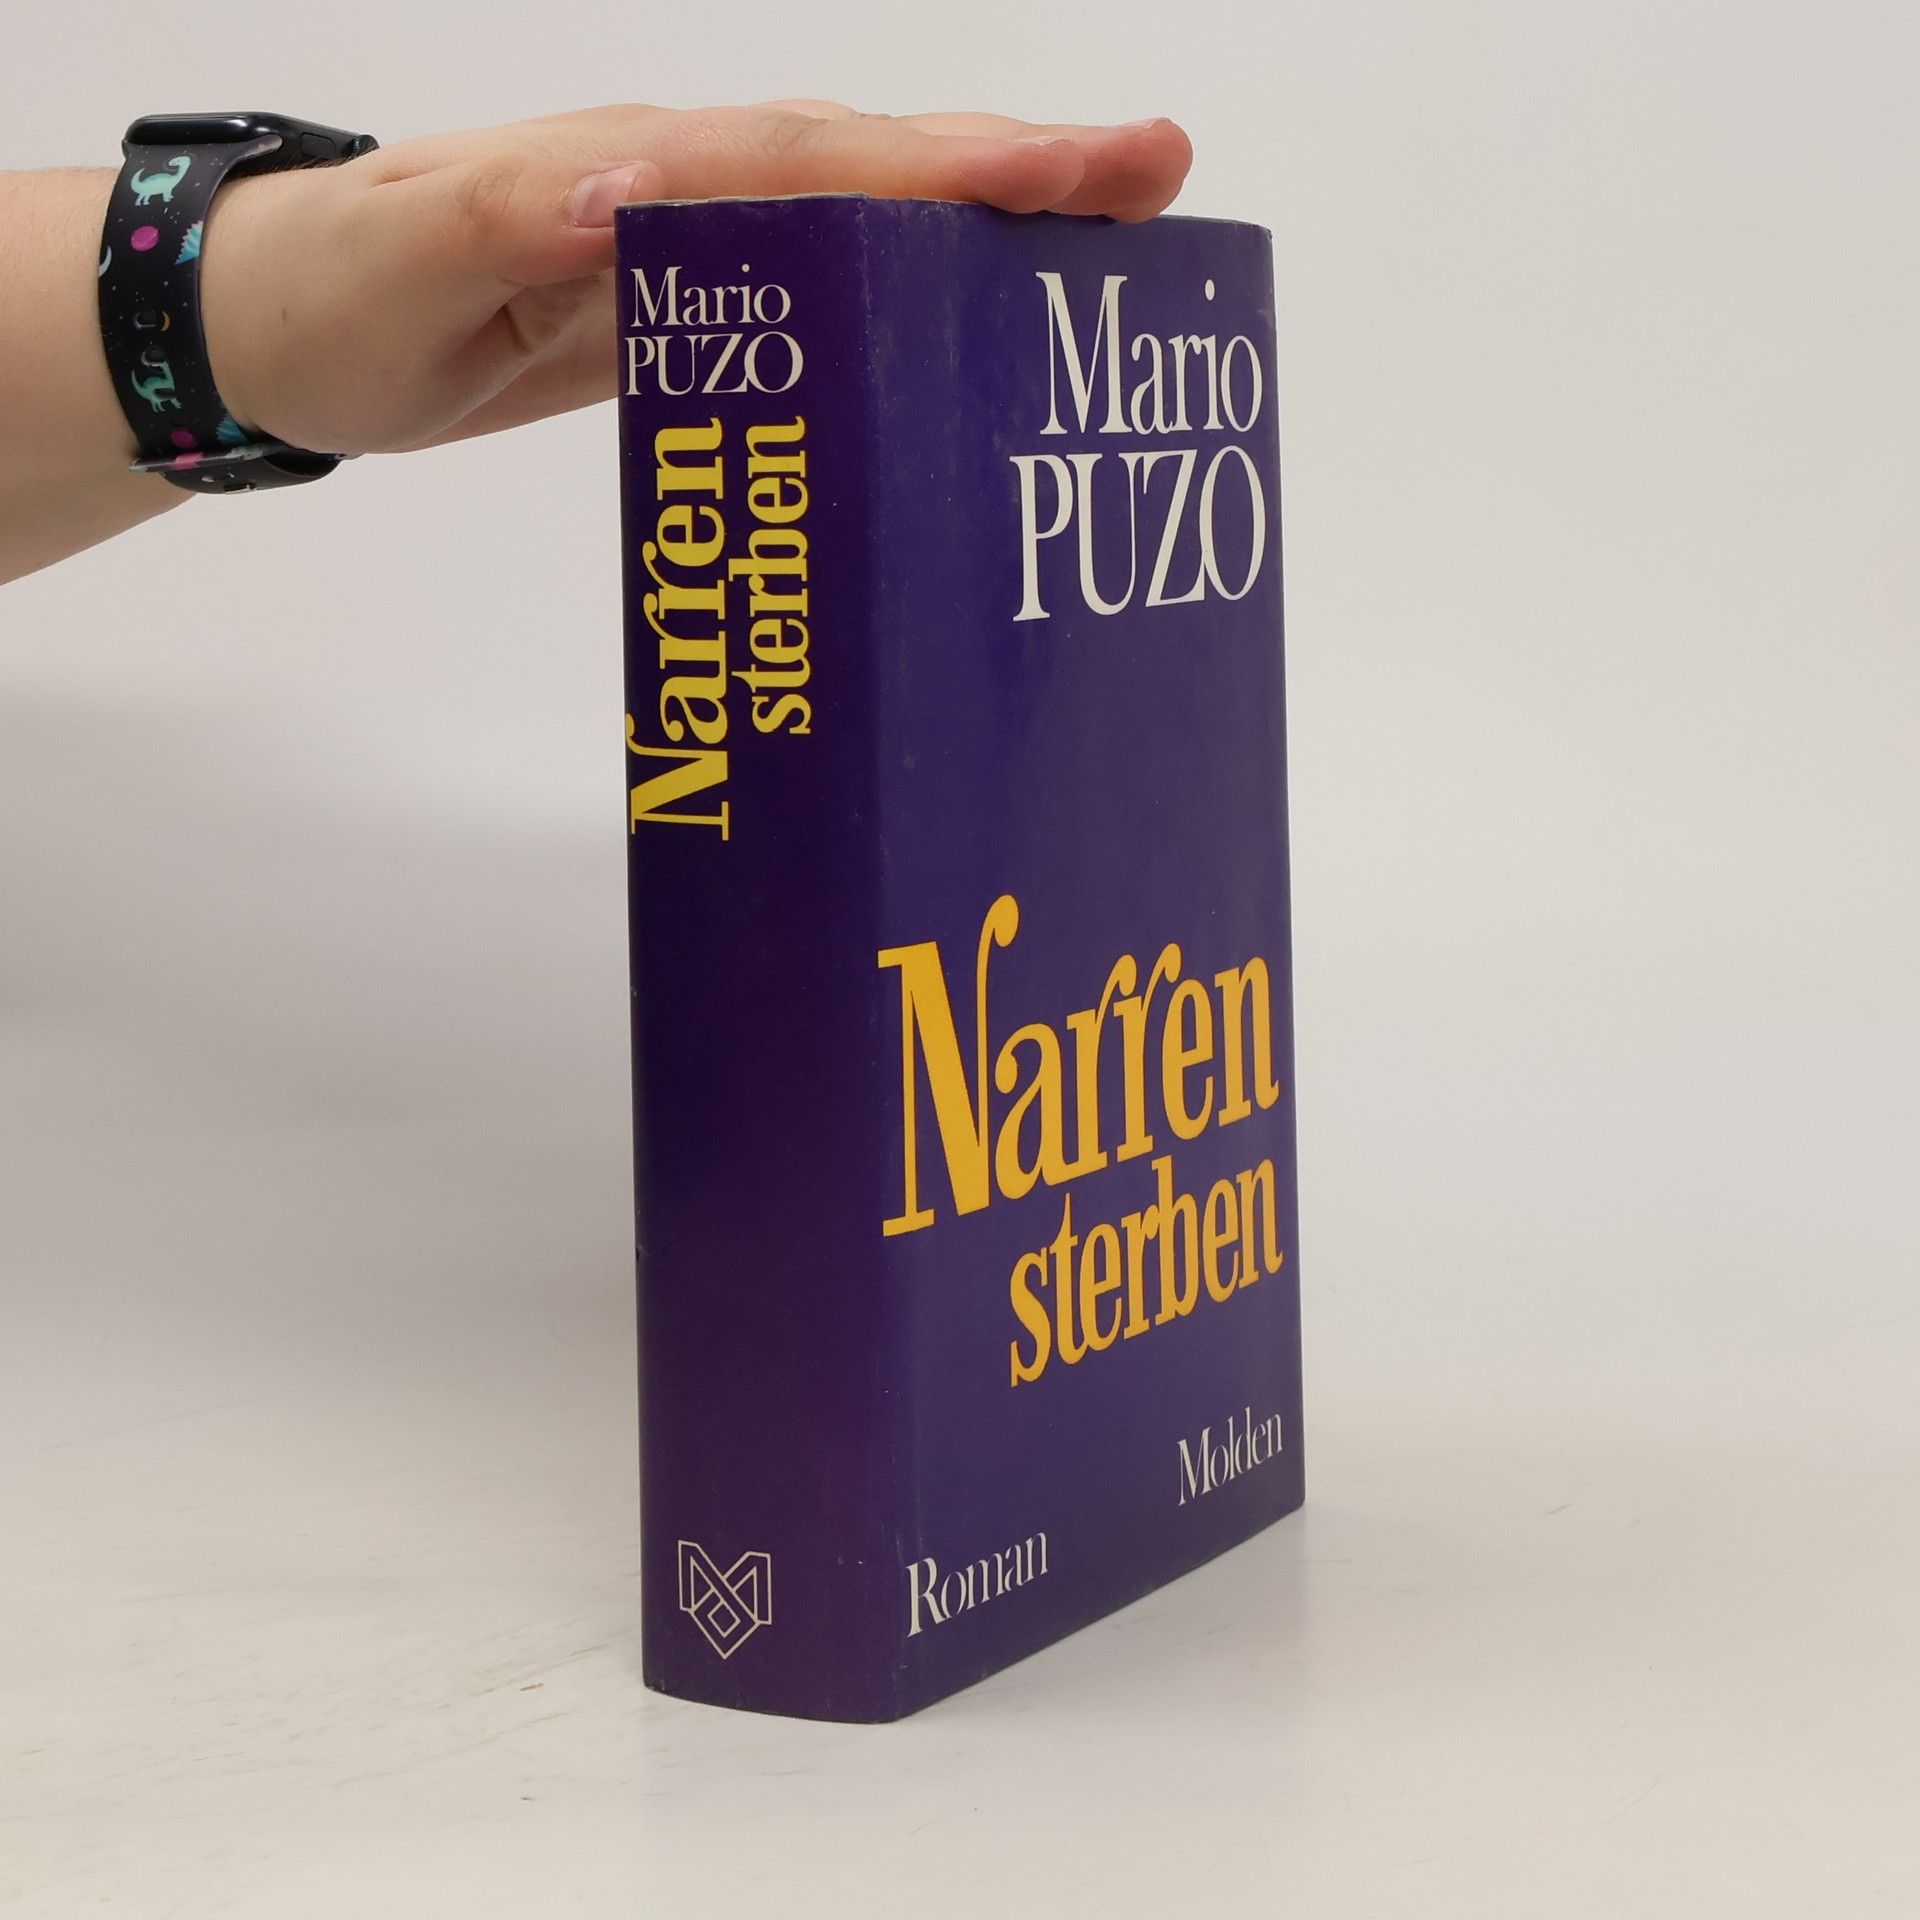 Mario
PUZO
Narren
sterben
Mario
PUZO
Narren
sterben
Molden
Roman